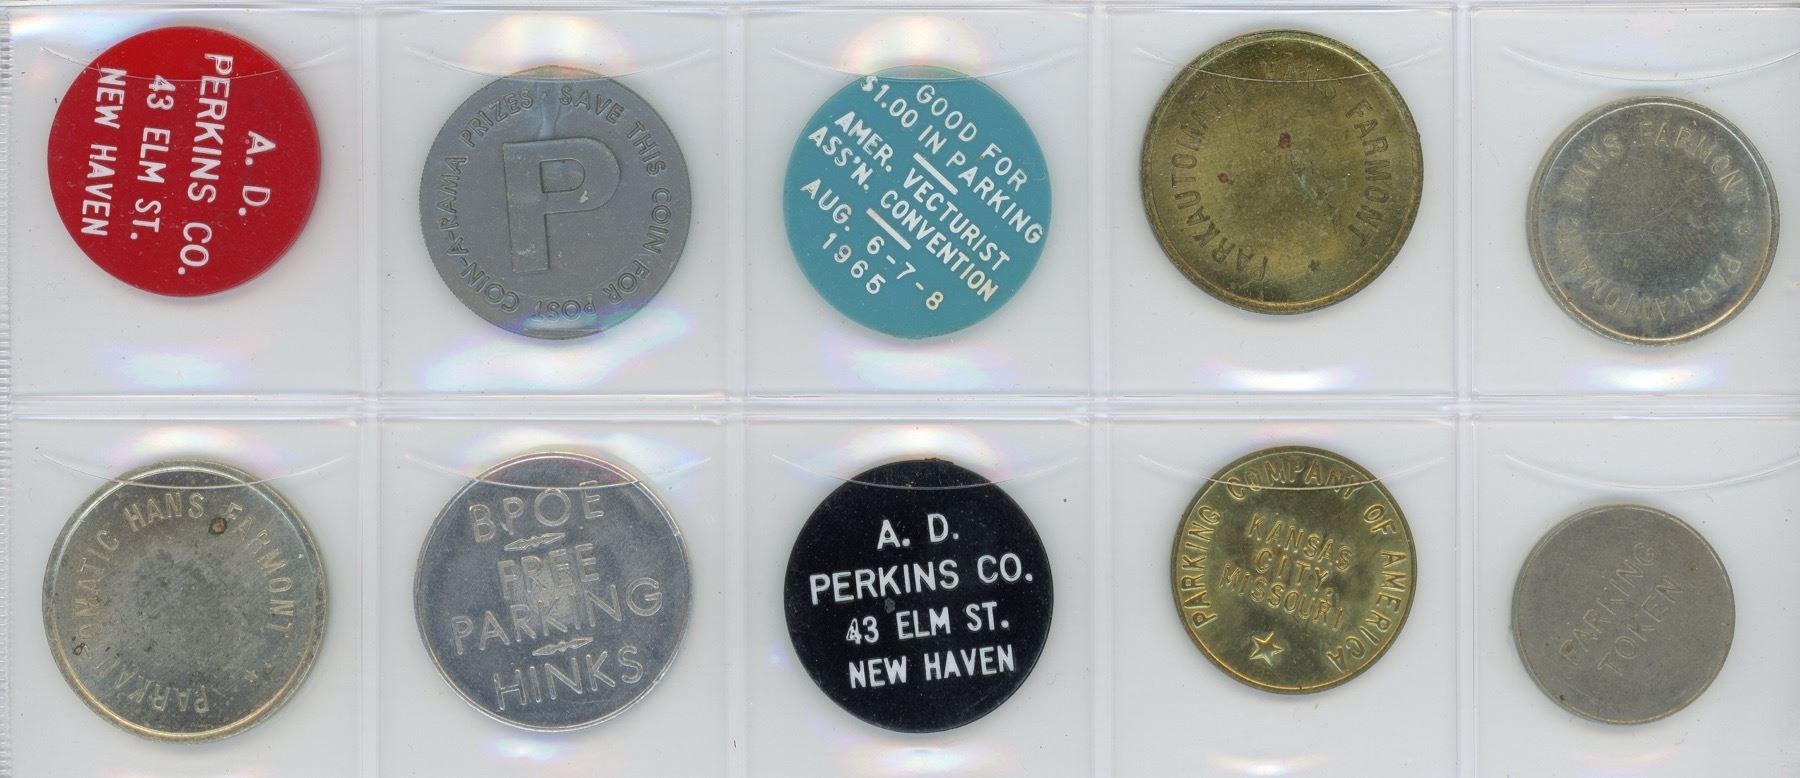 A. D.
PERKINS CO.
43 ELM ST.
NEW HAVEN
SAVE THIS COIN FOR POST COIN-A-RAMA PRIZES
P
GOOD FOR
$1.00 IN PARKING
AMER. VECTURIST
ASS'N. CONVENTION
AUG. 6-7-8
1965
PARKAUTOMATIC HANS FARMONT
PARKAUTOMATIC HANS FARMONT
PARKAUTOMATIC HANS FARMONT
BPOE
FREE
PARKING
HINKS
A. D.
PERKINS CO.
43 ELM ST.
NEW HAVEN
PARKING COMPANY OF AMERICA
KANSAS
CITY,
MISSOURI
PARKING
TOKEN